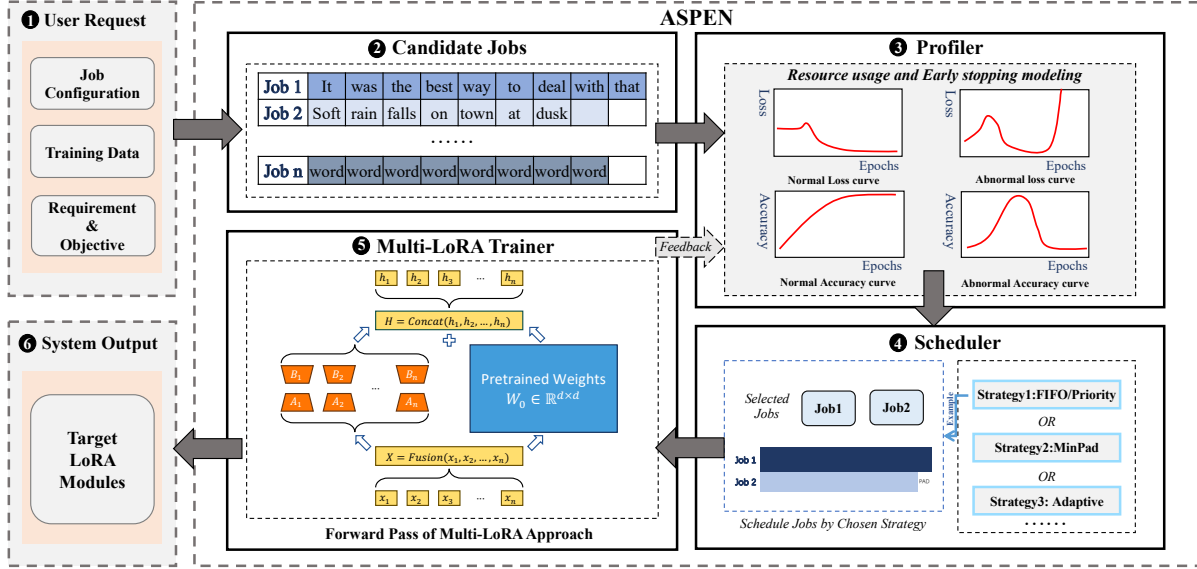 ASPEN
❶ User Request
Job
Configuration
Training Data
Requirement
&
Objective
❷ Candidate Jobs
Job 1 It was the best way to deal with that
Job 2 Soft rain falls on town at dusk
......
Job n word word word word word word word word
❸ Profiler
Resource usage and Early stopping modeling
Loss
Epochs
Normal Loss curve
Loss
Epochs
Abnormal loss curve
Accuracy
Epochs
Normal Accuracy curve
Accuracy
Epochs
Abnormal Accuracy curve
Feedback
❹ Scheduler
Selected
Jobs
Job1
Job2
Job 1
Job 2
PAD
Schedule Jobs by Chosen Strategy
Example
Strategy1:FIFO/Priority
OR
Strategy2:MinPad
OR
Strategy3: Adaptive
......
❺ Multi-LoRA Trainer
h₁ h₂ h₃ ... hₙ
H = Concat(h₁, h₂, ..., hₙ)
B₁ B₂ ... Bₙ
A₁ A₂ Aₙ
Pretrained Weights
W₀ ∈ ℝᵈˣᵈ
X = Fusion(x₁, x₂, ..., xₙ)
x₁ x₂ x₃ ... xₙ
Forward Pass of Multi-LoRA Approach
❻ System Output
Target
LoRA
Modules